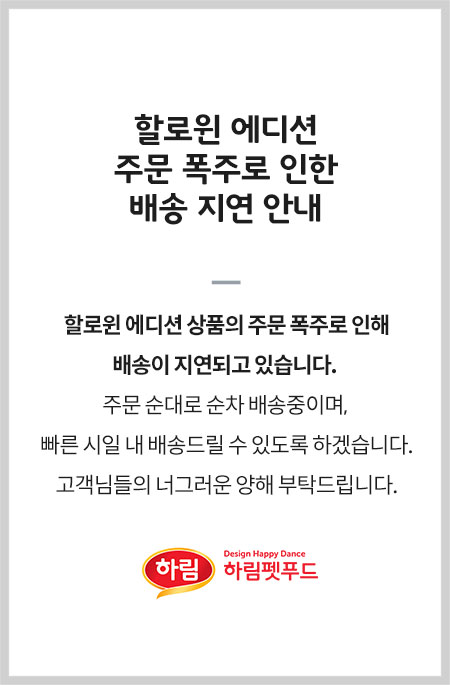 할로윈 에디션
주문 폭주로 인한
배송 지연 안내
할로윈 에디션 상품의 주문 폭주로 인해
배송이 지연되고 있습니다.
주문 순대로 순차 배송중이며,
빠른 시일 내 배송드릴 수 있도록 하겠습니다.
고객님들의 너그러운 양해 부탁드립니다.
하림
Design Happy Dance
하림펫푸드